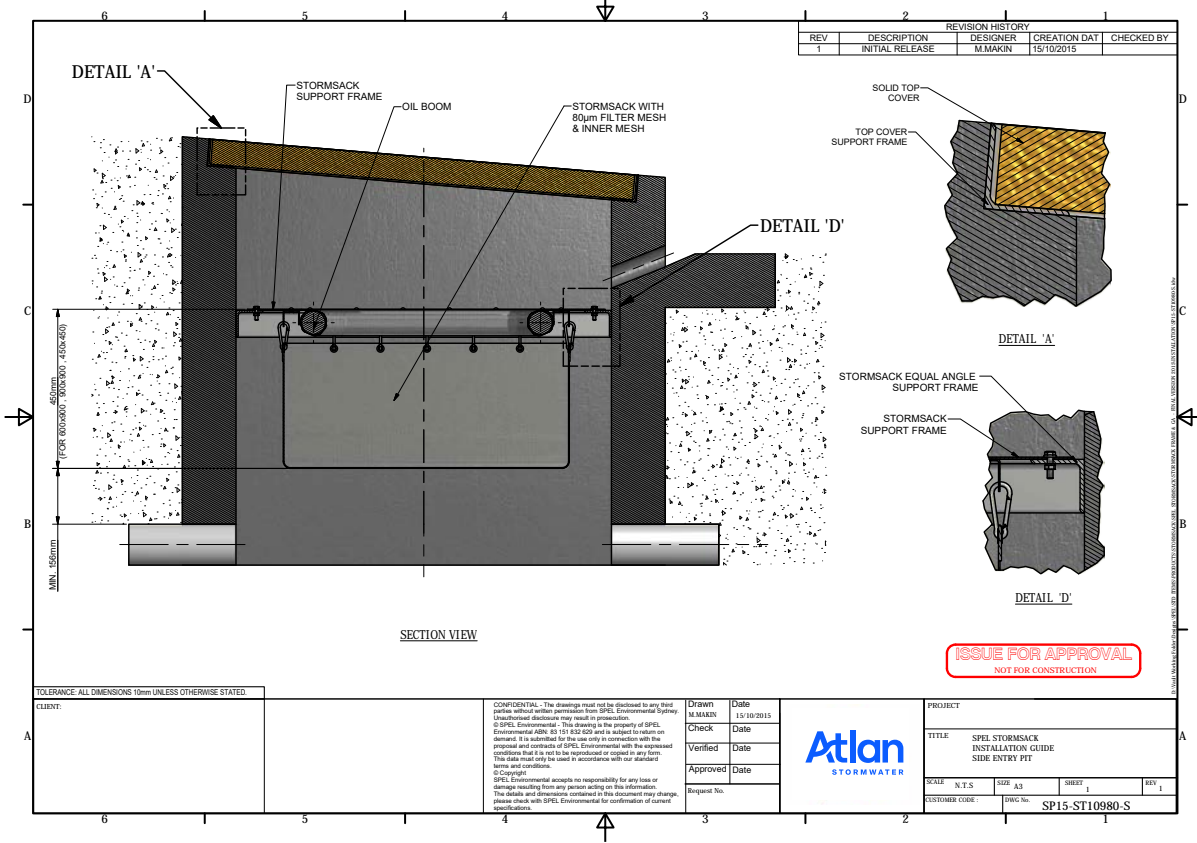 6 5 4 3 2 1
REVISION HISTORY
REV DESCRIPTION DESIGNER CREATION DAT CHECKED BY
1 INITIAL RELEASE M.MAKIN 15/10/2015
DETAIL 'A'
STORMSACK
SUPPORT FRAME
OIL BOOM
STORMSACK WITH
80µm FILTER MESH
& INNER MESH
DETAIL 'D'
SOLID TOP
COVER
TOP COVER
SUPPORT FRAME
DETAIL 'A'
STORMSACK EQUAL ANGLE
SUPPORT FRAME
STORMSACK
SUPPORT FRAME
DETAIL 'D'
D
D
C
C
B
B
A
A
450mm
MIN. 156mm
SECTION VIEW
ISSUE FOR APPROVAL
NOT FOR CONSTRUCTION
TOLERANCE: ALL DIMENSIONS 10mm UNLESS OTHERWISE STATED.
CLIENT:
CONFIDENTIAL - The drawings must not be disclosed to any third
parties without written permission from SPEL Environmental Sydney.
Unauthorised disclosure may result in prosecution.
© SPEL Environmental - This drawing is the property of SPEL
Environmental ABN: 83 151 832 629 and is subject to return on
demand. It is submitted for the use only in connection with the
proposal and contracts of SPEL Environmental with the expressed
conditions that it is not to be reproduced or copied in any form.
This data must only be used in accordance with our standard
terms and conditions.
© Copyright
SPEL Environmental accepts no responsibility for any loss or
damage resulting from any person acting on this information.
The details and dimensions contained in this document may change,
please check with SPEL Environmental for confirmation of current
specifications.
Drawn Date
M.MAKIN 15/10/2015
Check Date
Verified Date
Approved Date
Request No.
Atlan
STORMWATER
PROJECT
TITLE SPEL STORMSACK
INSTALLATION GUIDE
SIDE ENTRY PIT
SCALE N.T.S SIZE A3 SHEET 1 REV 1
CUSTOMER CODE : DWG No. SP15-ST10980-S
6 5 4 3 2 1